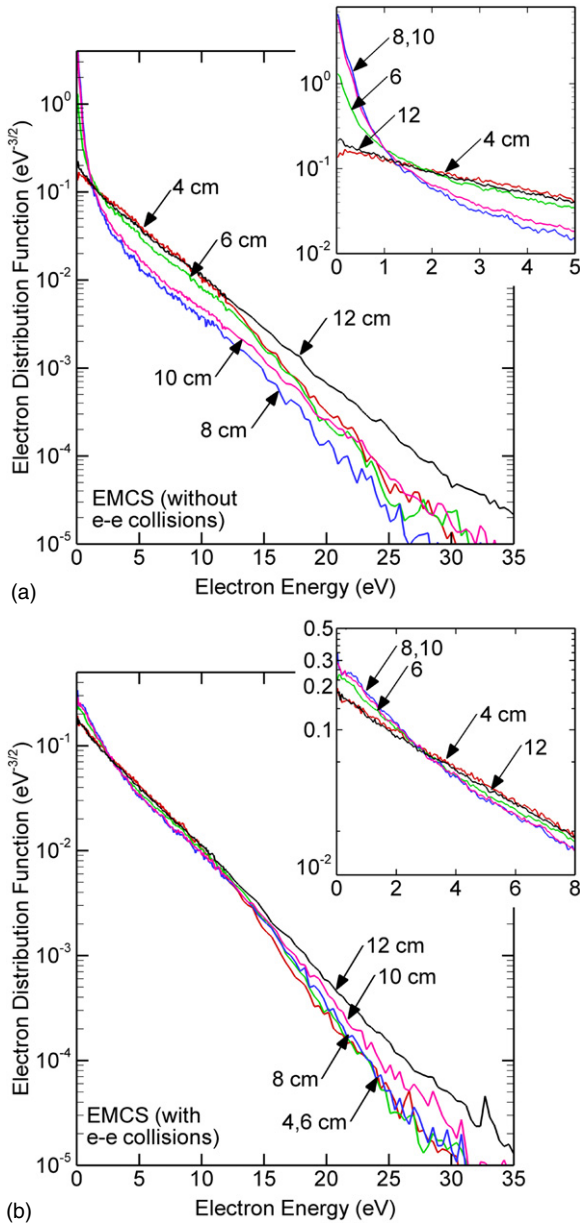 10⁰
10⁻¹
10⁻²
10⁻³
10⁻⁴
10⁻⁵
Electron Distribution Function (eV⁻³/²)
10⁰
10⁻¹
10⁻²
8,10
6
12
4 cm
0 1 2 3 4 5
4 cm
6 cm
12 cm
10 cm
8 cm
EMCS (without
e-e collisions)
0 5 10 15 20 25 30 35
Electron Energy (eV)
(a)
0.5
0.3
0.2
0.1
10⁻²
8,10
6
4 cm
12
0 2 4 6 8
10⁻¹
10⁻²
10⁻³
10⁻⁴
10⁻⁵
Electron Distribution Function (eV⁻³/²)
12 cm
10 cm
8 cm
4,6 cm
EMCS (with
e-e collisions)
0 5 10 15 20 25 30 35
Electron Energy (eV)
(b)